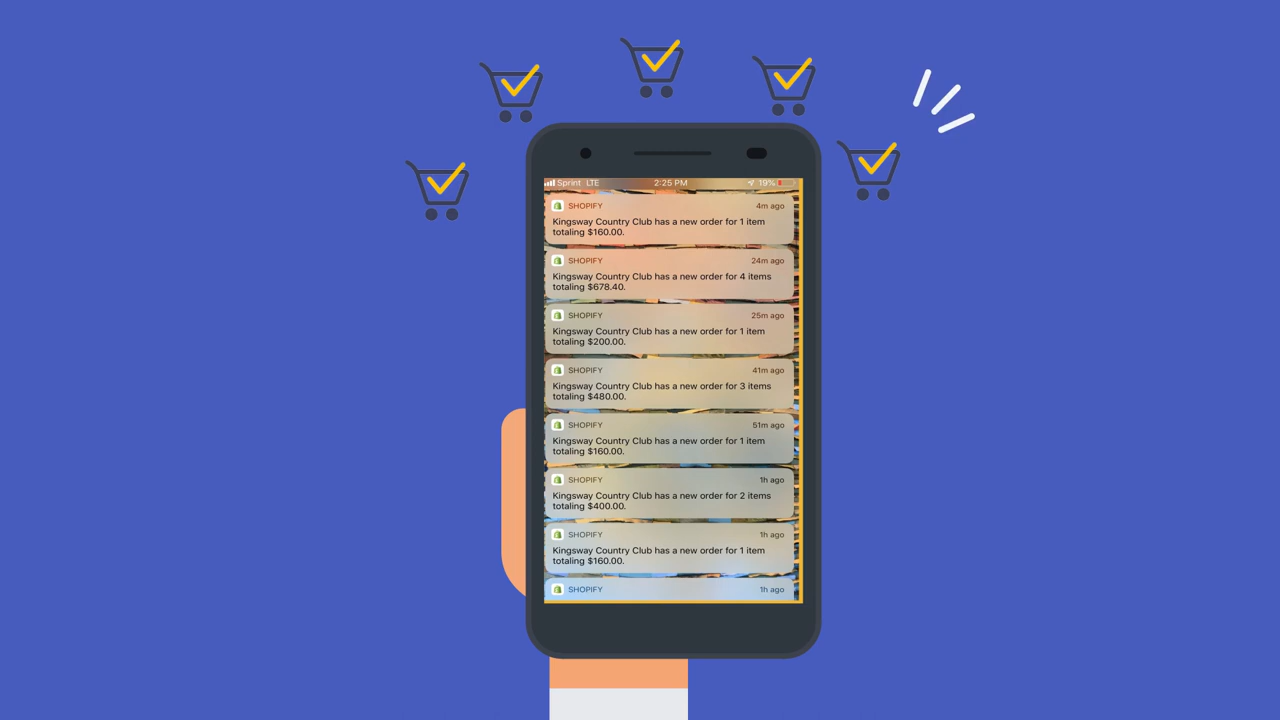 Sprint LTE 2:25 PM 19%
SHOPIFY 4m ago
Kingsway Country Club has a new order for 1 item
totaling $160.00.
SHOPIFY 24m ago
Kingsway Country Club has a new order for 4 items
totaling $678.40.
SHOPIFY 25m ago
Kingsway Country Club has a new order for 1 item
totaling $200.00.
SHOPIFY 41m ago
Kingsway Country Club has a new order for 3 items
totaling $480.00.
SHOPIFY 51m ago
Kingsway Country Club has a new order for 1 item
totaling $160.00.
SHOPIFY 1h ago
Kingsway Country Club has a new order for 2 items
totaling $400.00.
SHOPIFY 1h ago
Kingsway Country Club has a new order for 1 item
totaling $160.00.
SHOPIFY 1h ago